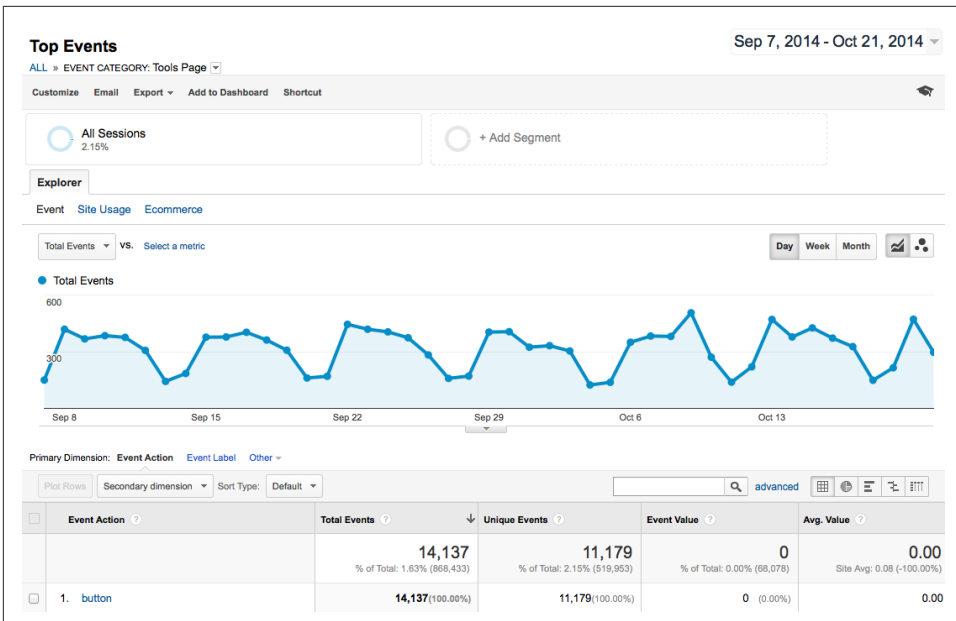 Top Events
Sep 7, 2014 - Oct 21, 2014
ALL » EVENT CATEGORY: Tools Page
Customize Email Export Add to Dashboard Shortcut
All Sessions
2.15%
+ Add Segment
Explorer
Event Site Usage Ecommerce
Total Events VS. Select a metric
Day Week Month
Total Events
600
300
Sep 8 Sep 15 Sep 22 Sep 29 Oct 6 Oct 13
Primary Dimension: Event Action Event Label Other
Plot Rows Secondary dimension Sort Type: Default advanced
Event Action ? Total Events ? Unique Events ? Event Value ? Avg. Value ?
14,137 11,179 0 0.00
% of Total: 1.63% (868,433) % of Total: 2.15% (519,953) % of Total: 0.00% (68,078) Site Avg: 0.08 (-100.00%)
1. button 14,137(100.00%) 11,179(100.00%) 0 (0.00%) 0.00